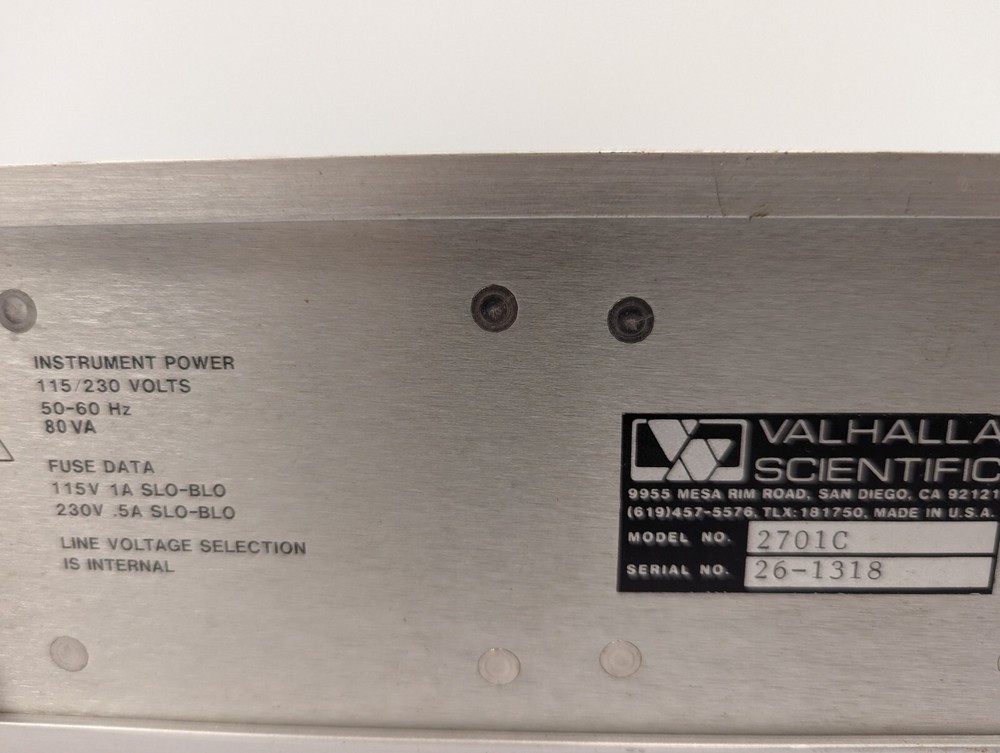 INSTRUMENT POWER
115/230 VOLTS
50-60 Hz
80VA
FUSE DATA
115V 1A SLO-BLO
230V .5A SLO-BLO
LINE VOLTAGE SELECTION
IS INTERNAL
VALHALLA
SCIENTIFIC
9955 MESA RIM ROAD, SAN DIEGO, CA 92121
(619)457-5576, TLX:181750, MADE IN U.S.A.
MODEL NO. 2701C
SERIAL NO. 26-1318